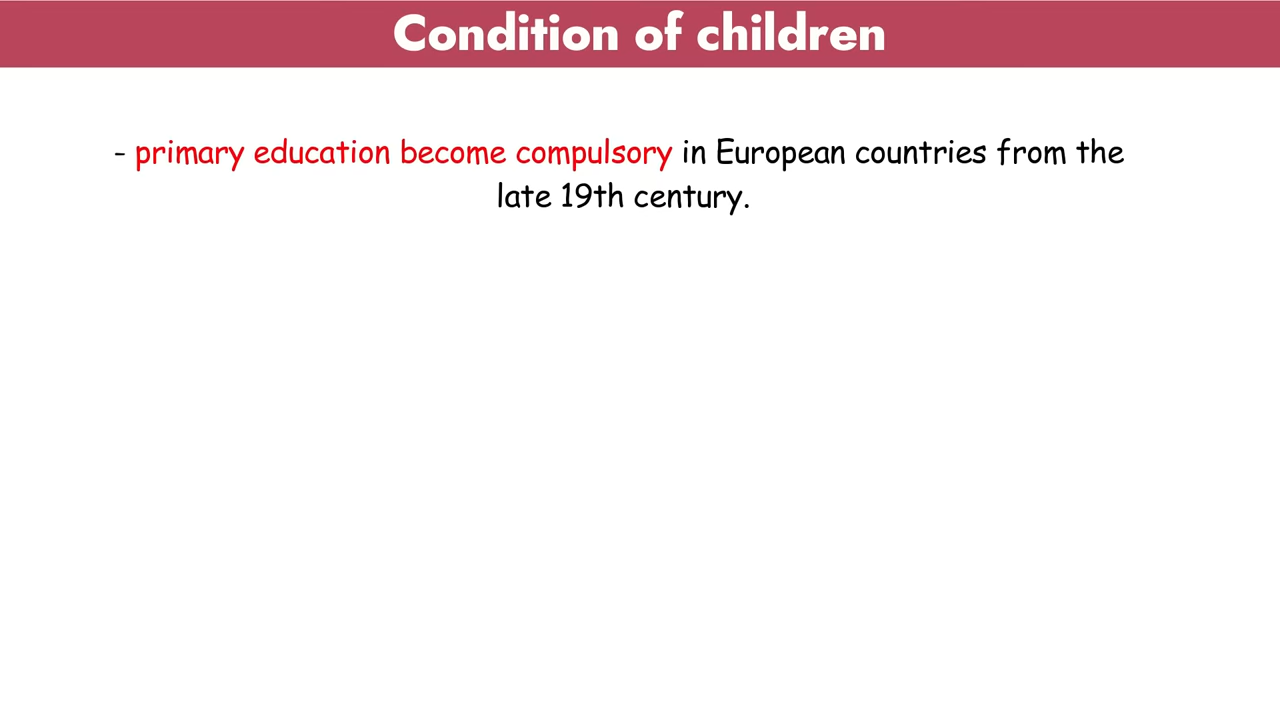 Condition of children
- primary education become compulsory in European countries from the
late 19th century.